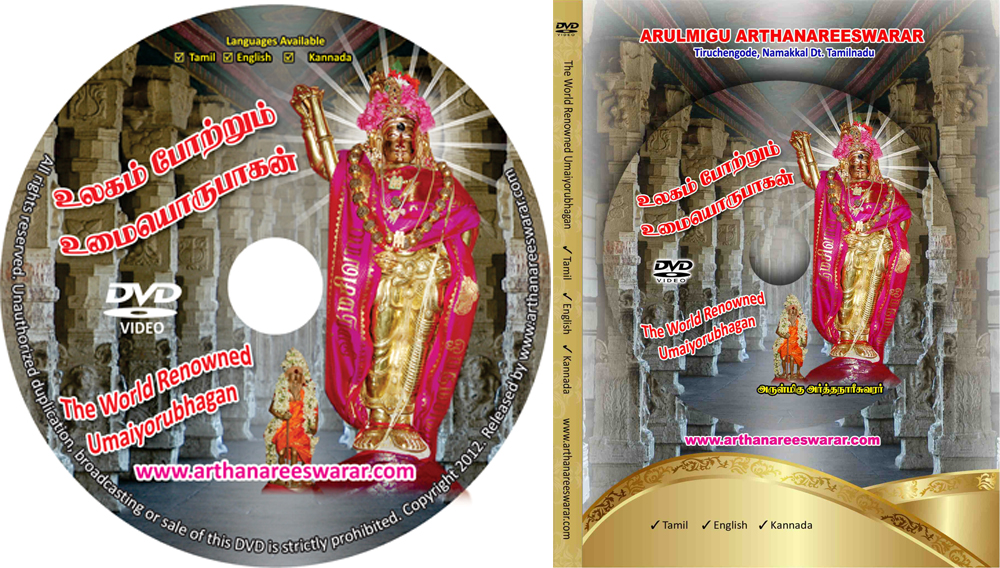 Languages Available
☑ Tamil ☑ English ☑ Kannada
உலகம் போற்றும்
உமையொருபாகன்
DVD
VIDEO
The World Renowned
Umaiyorubhagan
www.arthanareeswarar.com
All rights reserved. Unauthorized duplication, broadcasting or sale of this DVD is strictly prohibited. Copyright 2012. Released by www.arthanareeswarar.com
DVD
VIDEO
The World Renowned Umaiyorubhagan ✓ Tamil ✓ English ✓ Kannada www.arthanareeswarar.com
ARULMIGU ARTHANAREESWARAR
Tiruchengode, Namakkal Dt. Tamilnadu
உலகம் போற்றும்
உமையொருபாகன்
DVD
VIDEO
The World Renowned
Umaiyorubhagan
அருள்மிகு அர்த்தநாரீசுவரர்
www.arthanareeswarar.com
✓ Tamil ✓ English ✓ Kannada